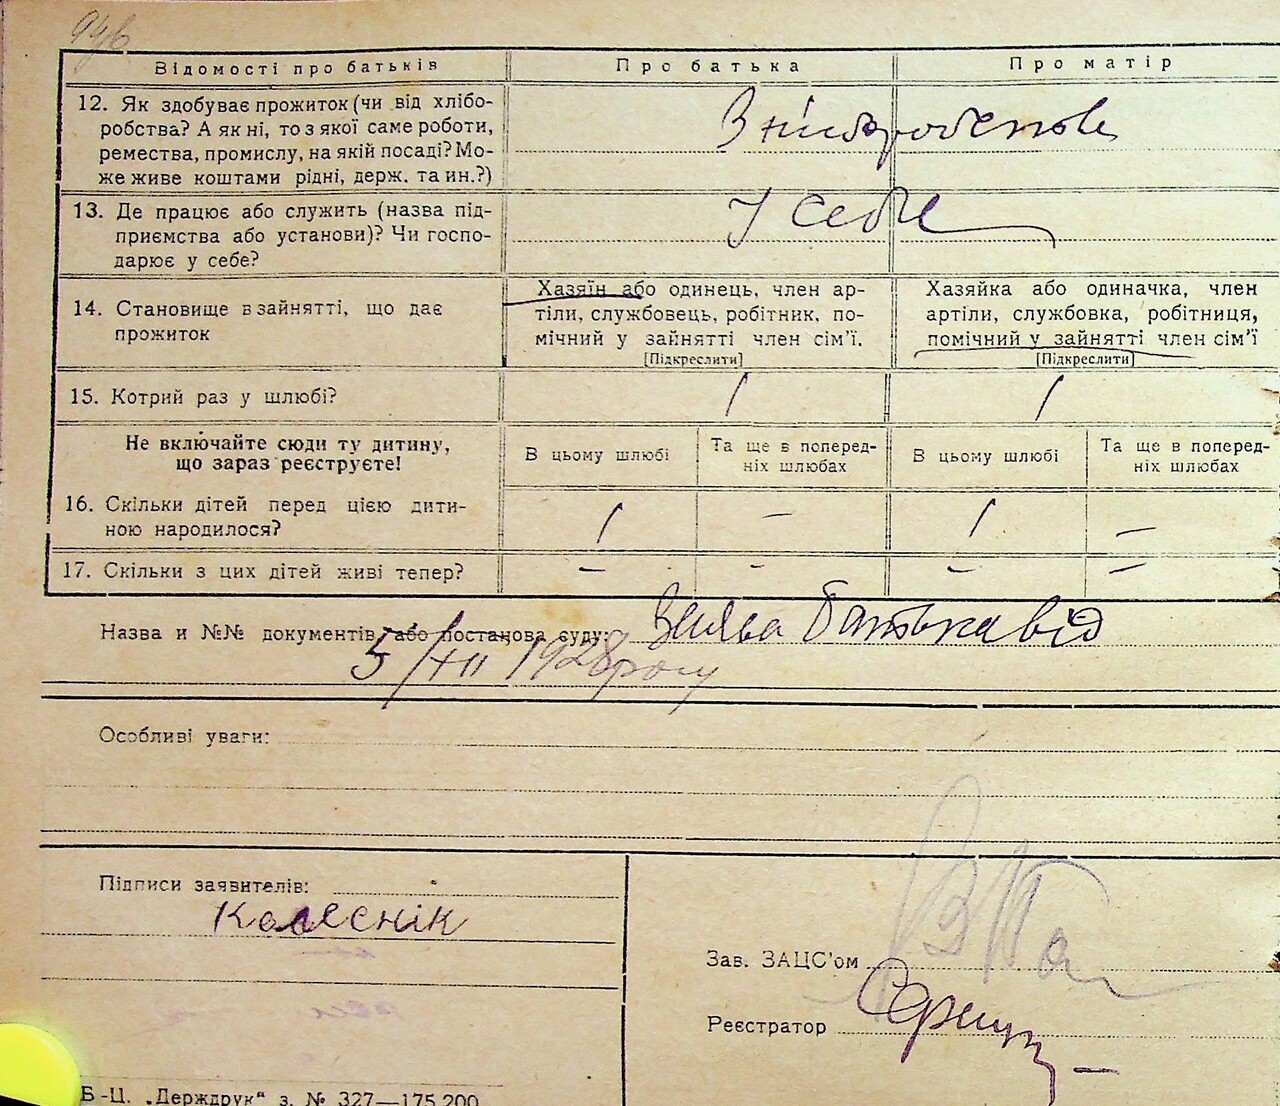 94б
Відомості про батьків
Про батька
Про матір
12. Як здобуває прожиток (чи від хлібо-
робства? А як ні, то з якої саме роботи,
ремества, промислу, на якій посаді? Мо-
же живе коштами рідні, держ. та ин.?)
З хліборобства
13. Де працює або служить (назва під-
приємства або установи)? Чи госпо-
дарює у себе?
У себе
14. Становище в зайнятті, що дає
прожиток
Хазяїн або одинець, член ар-
тіли, службовець, робітник, по-
мічний у зайнятті член сім'ї.
[Підкреслити]
Хазяйка або одиначка, член
артіли, службовка, робітниця,
помічний у зайнятті член сім'ї
[Підкреслити]
15. Котрий раз у шлюбі?
1
1
Не включайте сюди ту дитину,
що зараз реєструєте!
В цьому шлюбі
Та ще в поперед-
ніх шлюбах
В цьому шлюбі
Та ще в поперед-
ніх шлюбах
16. Скільки дітей перед цією дити-
ною народилося?
1
–
1
–
17. Скільки з цих дітей живі тепер?
–
–
–
–
Назва и №№ документів або постанова суду: Заява батька від
5/XII 1928 року
Особливі уваги:
Підписи заявителів:
Колеснік
Зав. ЗАЦС'ом
Реєстратор
Б-Ц. „Держдрук" з. № 327—175.200